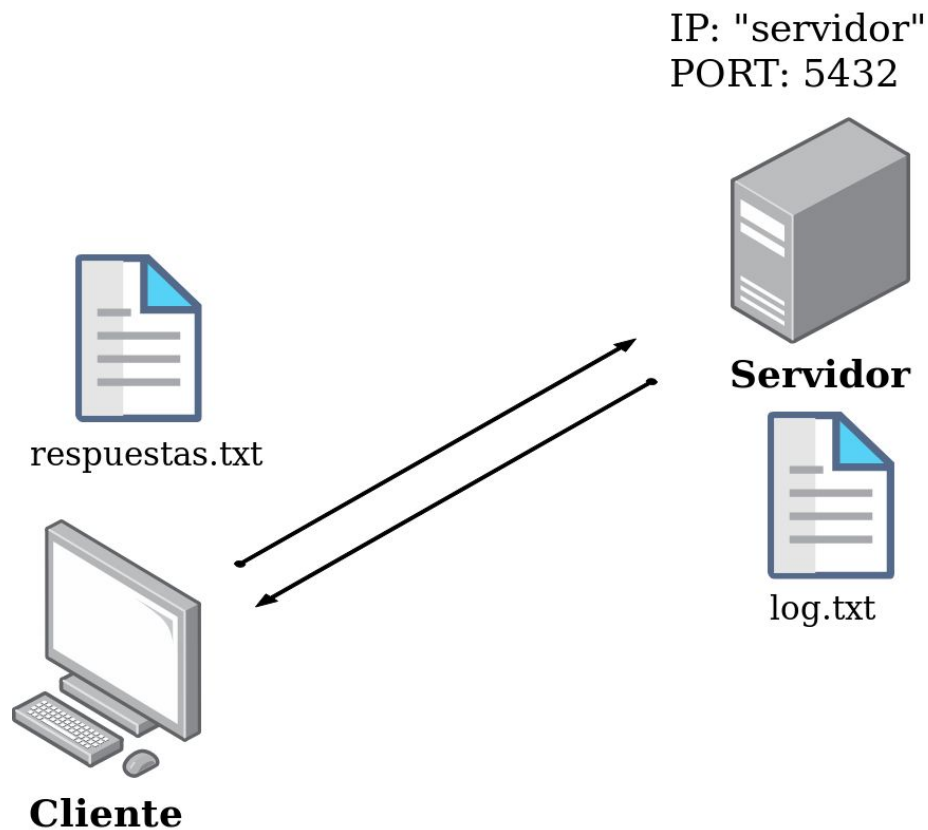 IP: "servidor"
PORT: 5432
Servidor
respuestas.txt
log.txt
Cliente